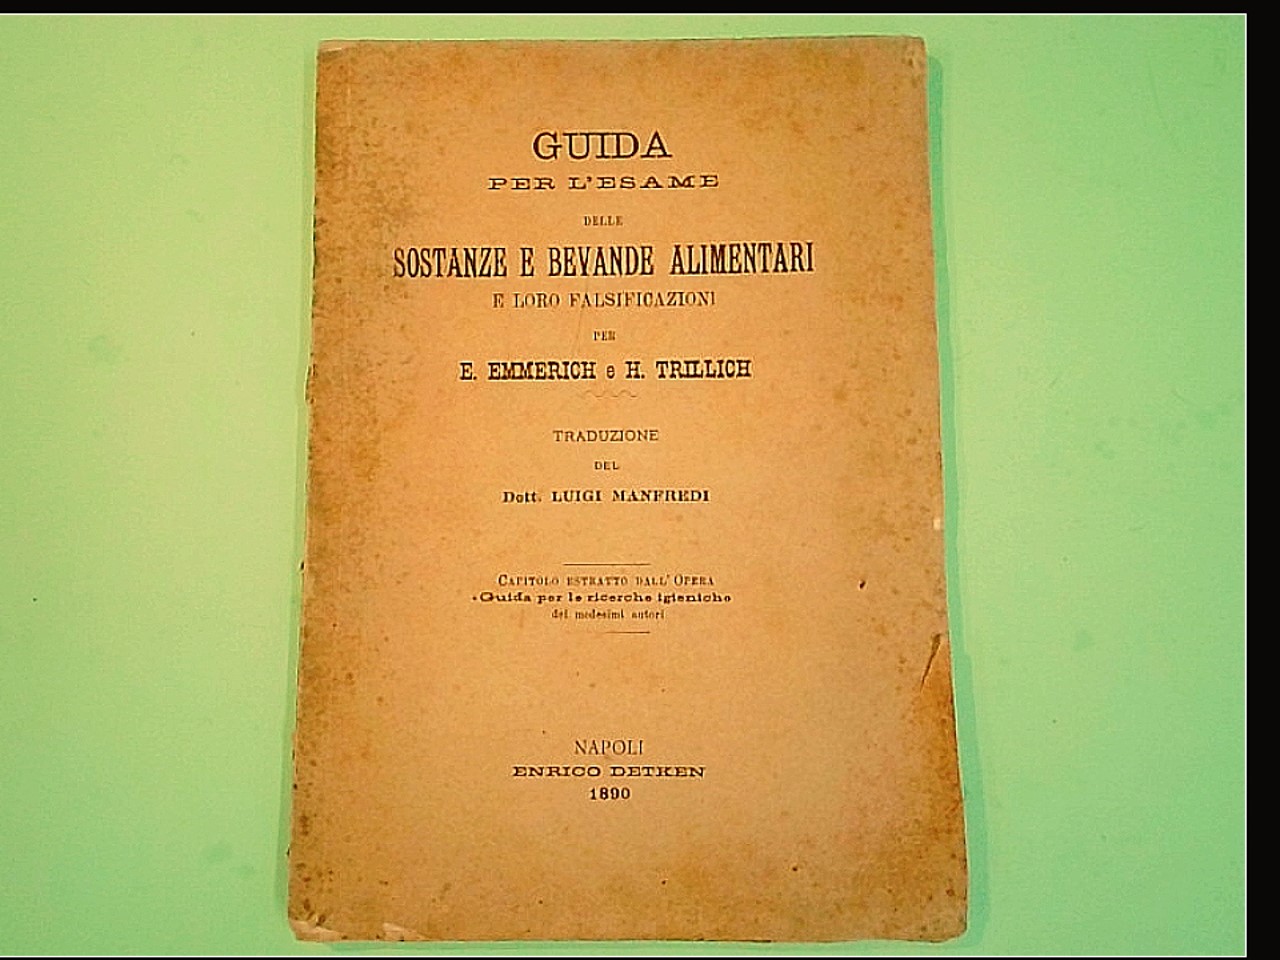 GUIDA
PER L'ESAME
DELLE
SOSTANZE E BEVANDE ALIMENTARI
E LORO FALSIFICAZIONI
PER
E. EMMERICH e H. TRILLICH
TRADUZIONE
DEL
Dott. LUIGI MANFREDI
CAPITOLO ESTRATTO DALL' OPERA
«Guida per le ricerche igieniche
dei medesimi autori
NAPOLI
ENRICO DETKEN
1890